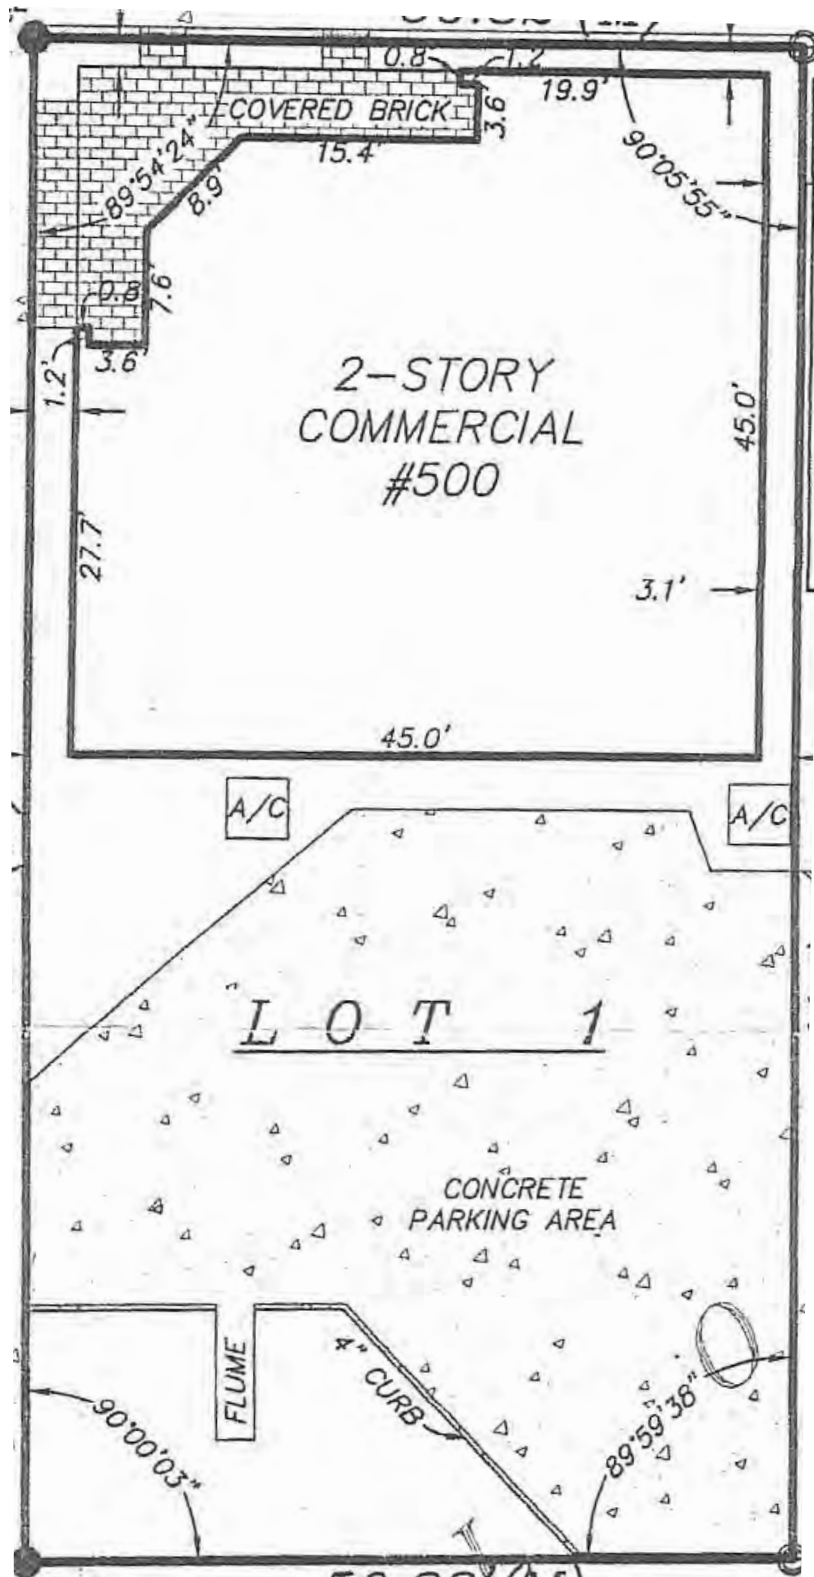 0.8'
1.2'
19.9'
COVERED BRICK
3.6'
15.4'
89°54'24"
8.9'
90°05'55"
0.8'
7.6'
3.6'
1.2'
2-STORY
COMMERCIAL
#500
45.0'
27.7'
3.1'
45.0'
A/C
A/C
LOT 1
CONCRETE
PARKING AREA
FLUME
4" CURB
90°00'03"
89°59'38"